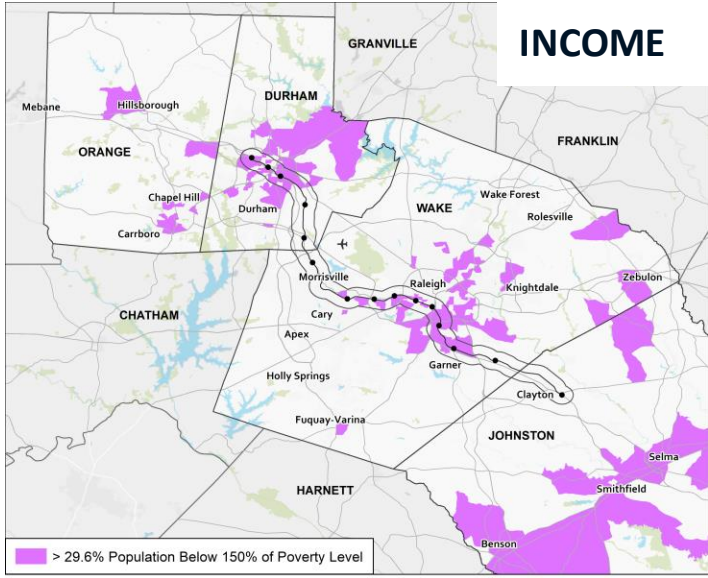 INCOME
GRANVILLE
DURHAM
Mebane
Hillsborough
FRANKLIN
ORANGE
Wake Forest
Chapel Hill
WAKE
Durham
Rolesville
Carrboro
Morrisville
Raleigh
Zebulon
Knightdale
CHATHAM
Cary
Apex
Garner
Holly Springs
Clayton
Fuquay-Varina
JOHNSTON
Selma
HARNETT
Smithfield
Benson
> 29.6% Population Below 150% of Poverty Level